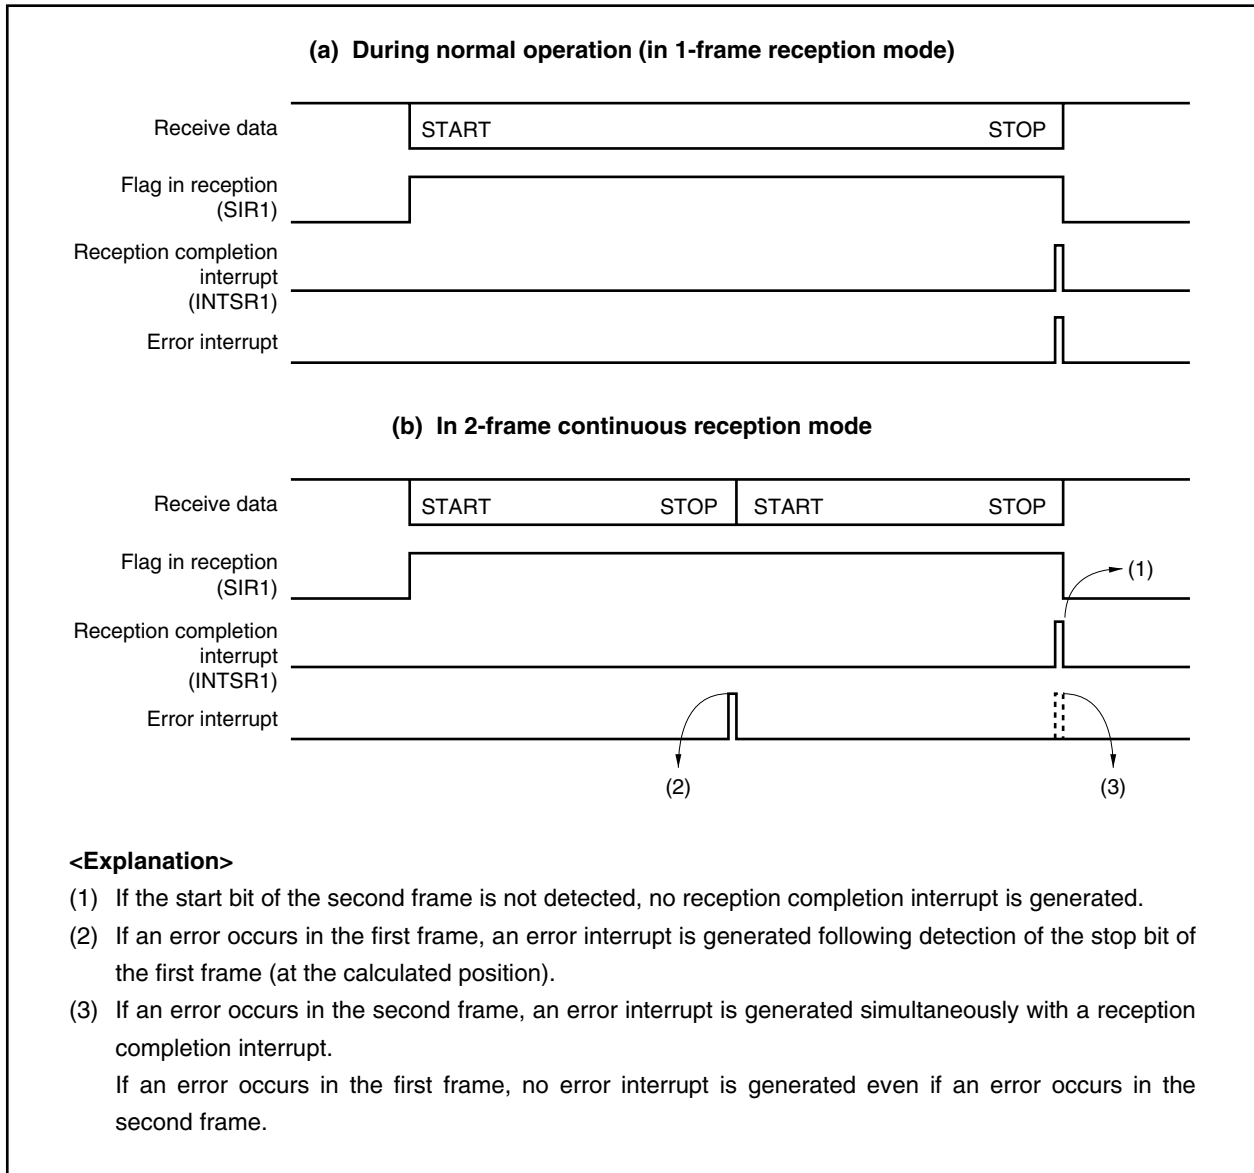 (a) During normal operation (in 1-frame reception mode)
Receive data
START
STOP
Flag in reception
(SIR1)
Reception completion
interrupt
(INTSR1)
Error interrupt
(b) In 2-frame continuous reception mode
Receive data
START
STOP
START
STOP
Flag in reception
(SIR1)
(1)
Reception completion
interrupt
(INTSR1)
Error interrupt
(2)
(3)
<Explanation>
(1) If the start bit of the second frame is not detected, no reception completion interrupt is generated.
(2) If an error occurs in the first frame, an error interrupt is generated following detection of the stop bit of
the first frame (at the calculated position).
(3) If an error occurs in the second frame, an error interrupt is generated simultaneously with a reception
completion interrupt.
If an error occurs in the first frame, no error interrupt is generated even if an error occurs in the
second frame.